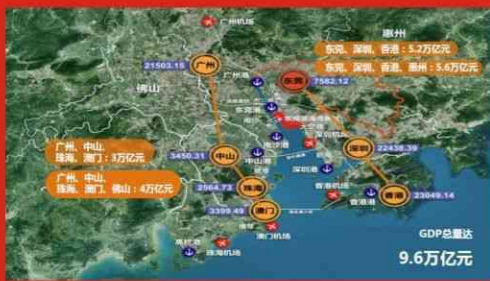 广州机场
惠州
东莞、深圳、香港：5.2万亿元
东莞、深圳、香港、惠州：5.6万亿元
21503.15
广州
广州港
东莞
7582.12
佛山
东莞港
深圳机场
广州、中山、
珠海、澳门：3万亿元
3450.31
中山
中山港
深圳
22438.39
深圳港
广州、中山、
珠海、澳门、佛山：4万亿元
2564.73
珠海
香港机场
香港港
香港
23049.14
3399.49
澳门
澳门机场
珠海机场
GDP总量达
9.6万亿元